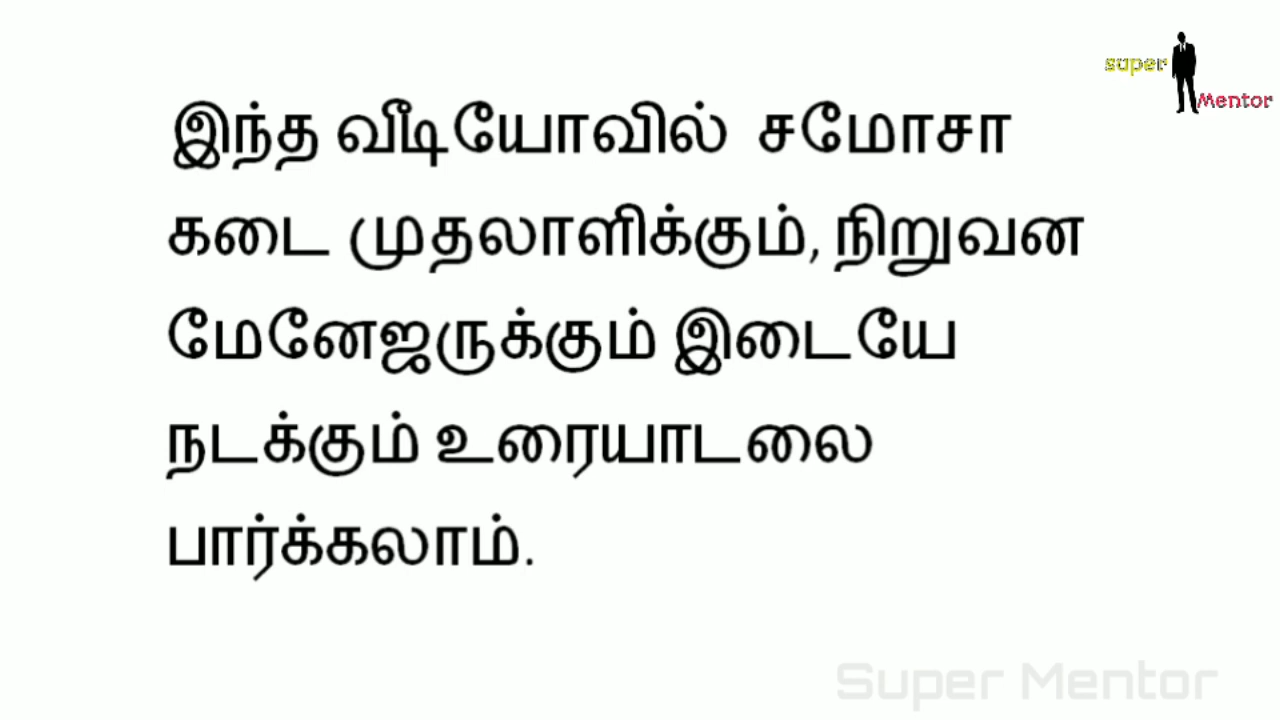 super
Mentor
இந்த வீடியோவில் சமோசா
கடை முதலாளிக்கும், நிறுவன
மேனேஜருக்கும் இடையே
நடக்கும் உரையாடலை
பார்க்கலாம்.
Super Mentor